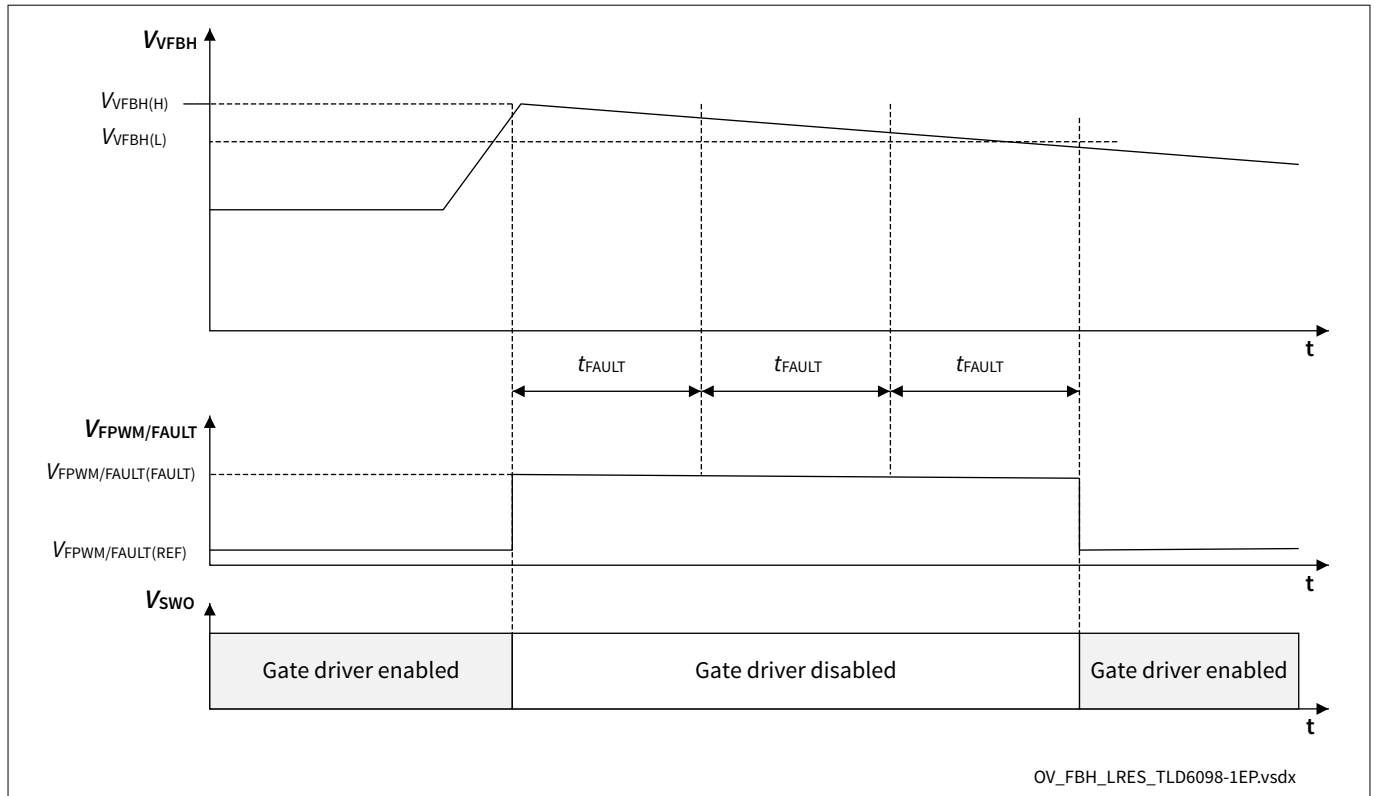 VVFBH
VVFBH(H)
VVFBH(L)
t
tFAULT tFAULT tFAULT
VFPWM/FAULT
VFPWM/FAULT(FAULT)
VFPWM/FAULT(REF)
t
VSWO
Gate driver enabled Gate driver disabled Gate driver enabled
t
OV_FBH_LRES_TLD6098-1EP.vsdx